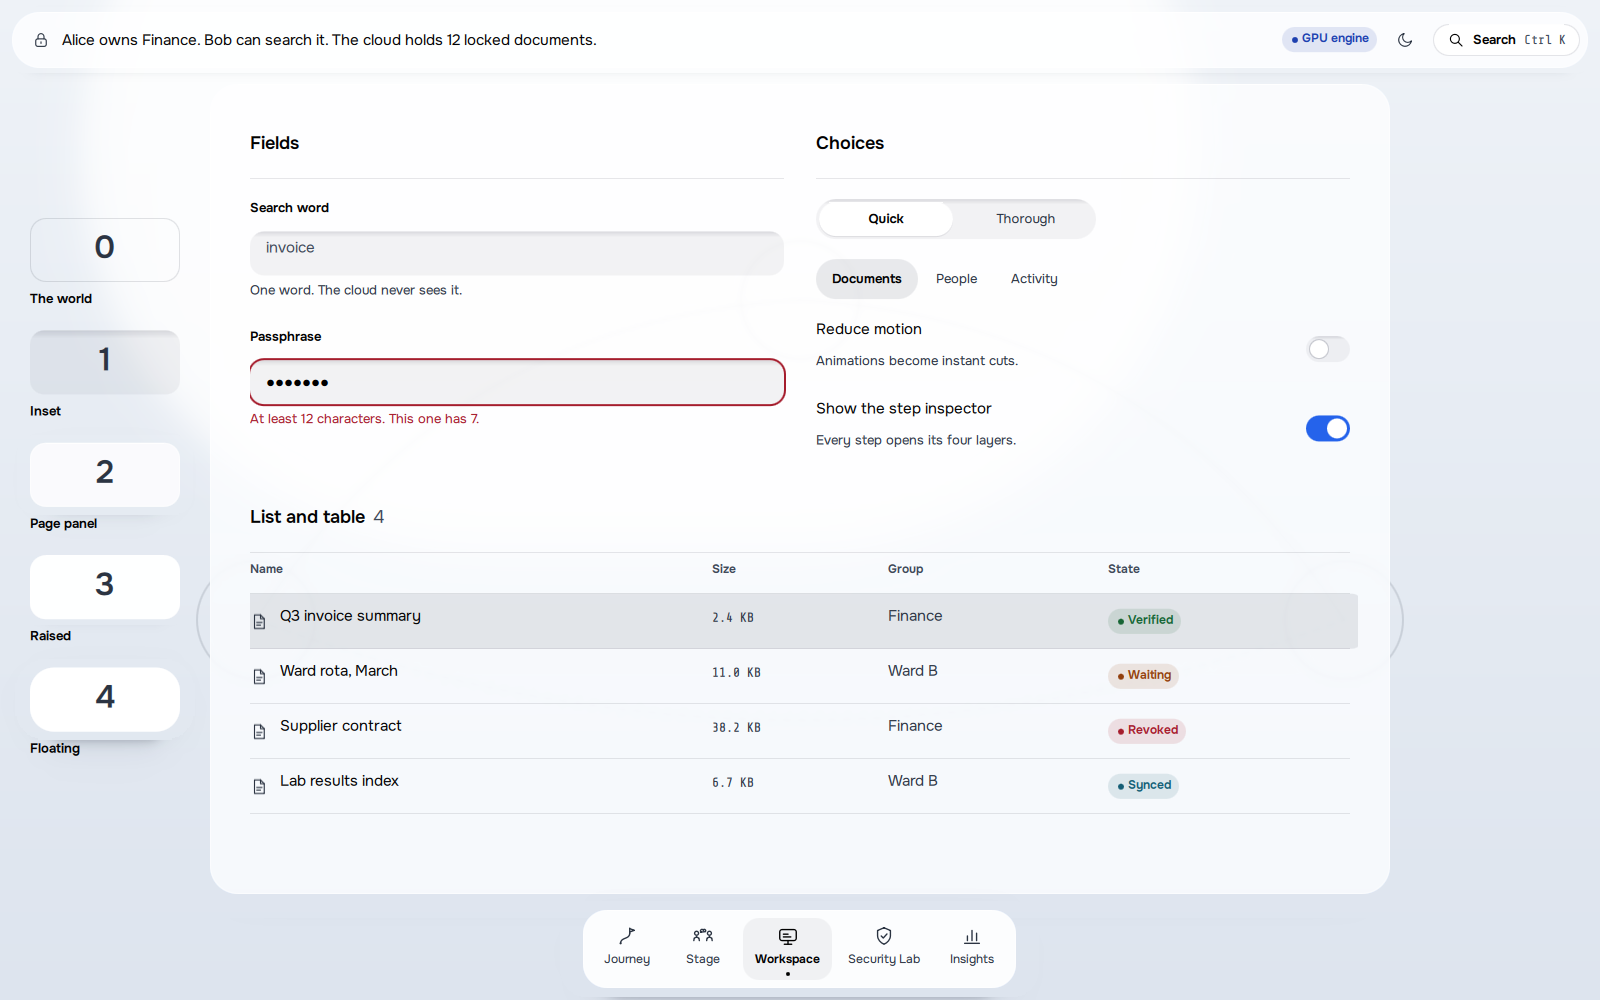 Alice owns Finance. Bob can search it. The cloud holds 12 locked documents.
GPU engine
Search Ctrl K
0
The world
1
Inset
2
Page panel
3
Raised
4
Floating
Fields
Search word
invoice
One word. The cloud never sees it.
Passphrase
•••••••
At least 12 characters. This one has 7.
Choices
Quick Thorough
Documents People Activity
Reduce motion
Animations become instant cuts.
Show the step inspector
Every step opens its four layers.
List and table 4
Name Size Group State
Q3 invoice summary 2.4 KB Finance Verified
Ward rota, March 11.0 KB Ward B Waiting
Supplier contract 38.2 KB Finance Revoked
Lab results index 6.7 KB Ward B Synced
Journey Stage Workspace Security Lab Insights